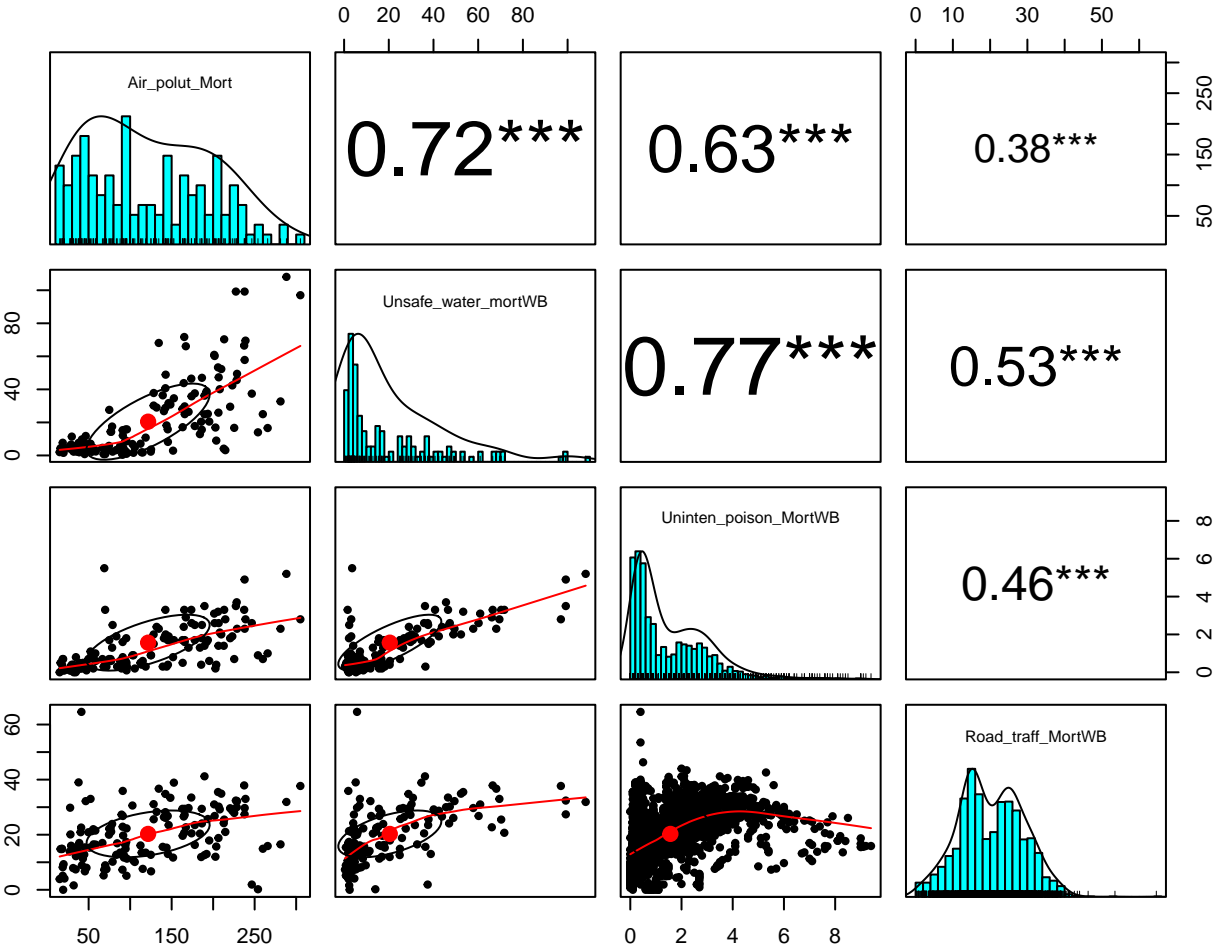 0 20 40 60 80
0 10 30 50
Air_polut_Mort
0.72***
0.63***
0.38***
50 150 250
0 40 80
Unsafe_water_mortWB
0.77***
0.53***
Uninten_poison_MortWB
0.46***
0 2 4 6 8
0 20 40 60
Road_traff_MortWB
50 150 250
0 2 4 6 8